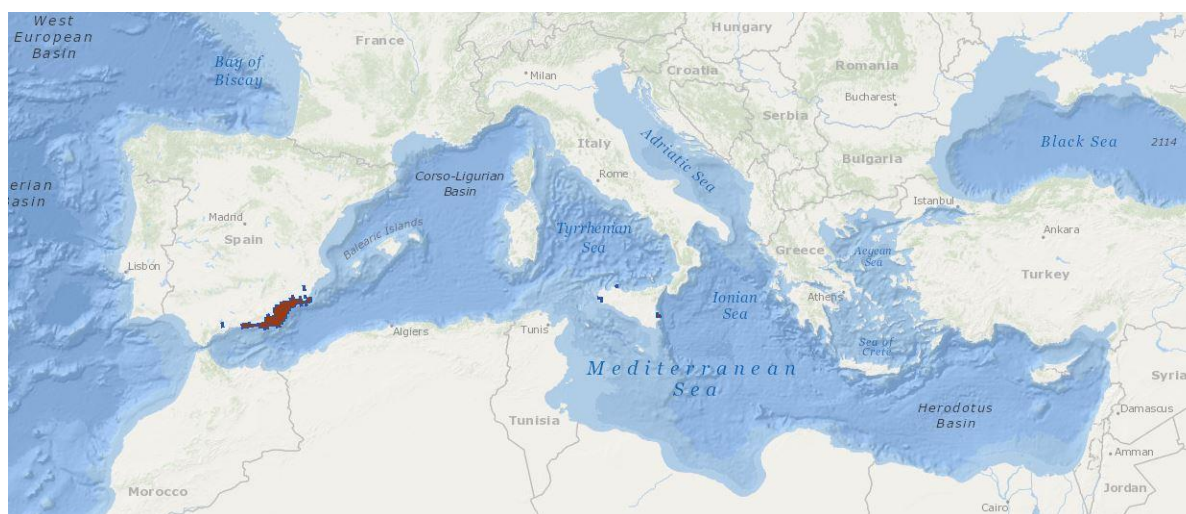 West
European
Basin
Bay of
Biscay
France
Milan
Hungary
Croatia
Romania
Bucharest
Serbia
Bulgaria
Black Sea
2114
Istanbul
Ankara
Turkey
Italy
Rome
Adriatic Sea
Corso-Ligurian
Basin
Tyrrhenian
Sea
Balearic Islands
Madrid
Spain
Lisbon
erian
Basin
Greece
Athens
Aegean
Sea
Sea of
Crete
Ionian
Sea
Algiers
Tunis
Tunisia
Mediterranean
Sea
Herodotus
Basin
Morocco
Syria
Damascus
Amman
Jordan
Cairo